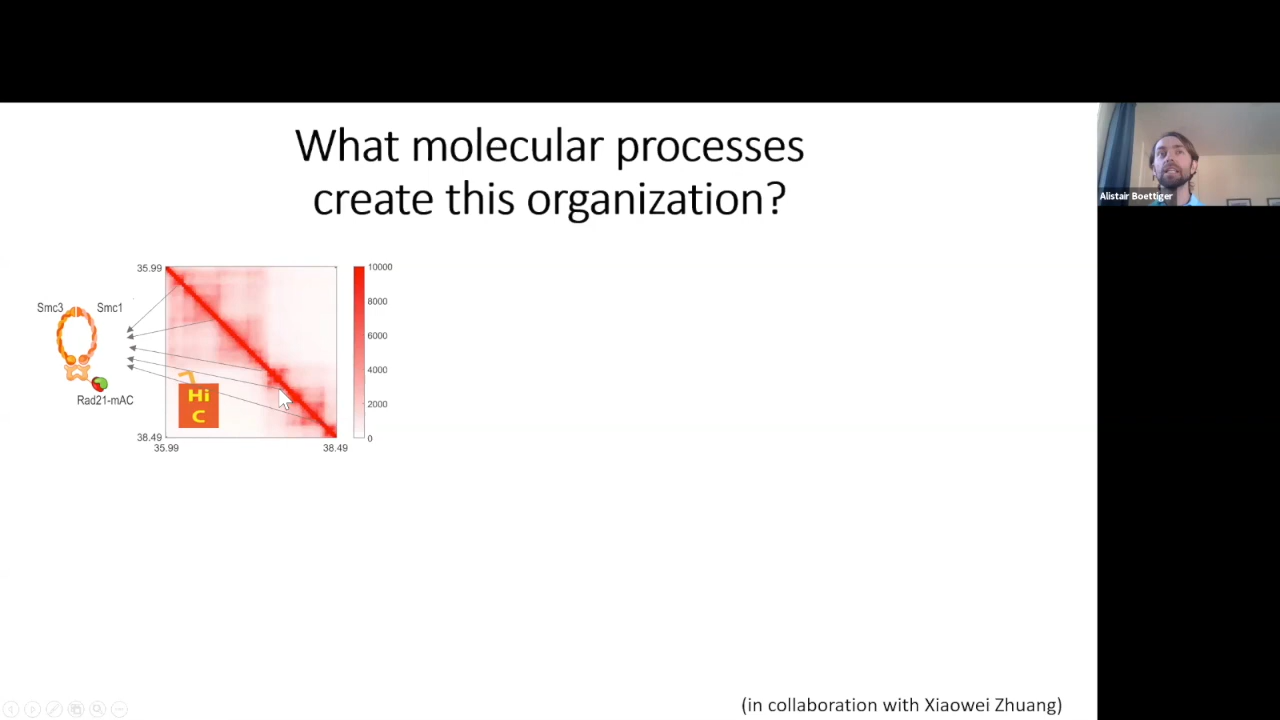 What molecular processes
create this organization?
Alistair Boettiger
35.99
10000
Smc3
Smc1
8000
6000
4000
Hi
C
Rad21-mAC
2000
38.49
0
35.99
38.49
(in collaboration with Xiaowei Zhuang)